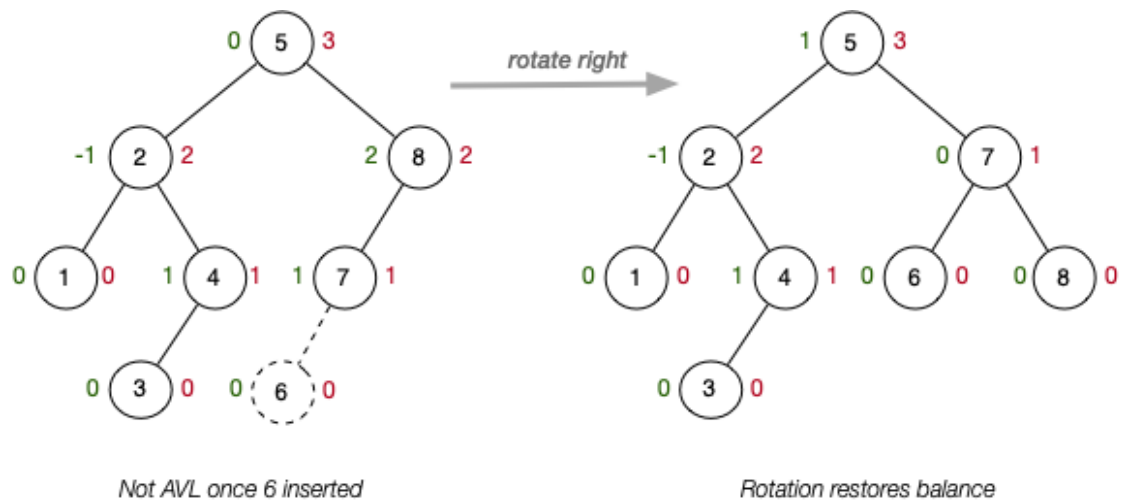 0 5 3 rotate right 1 5 3
-1 2 2 2 8 2 -1 2 2 0 7 1
0 1 0 1 4 1 1 7 1 0 1 0 1 4 1 0 6 0 0 8 0
0 3 0 0 6 0 0 3 0
Not AVL once 6 inserted Rotation restores balance